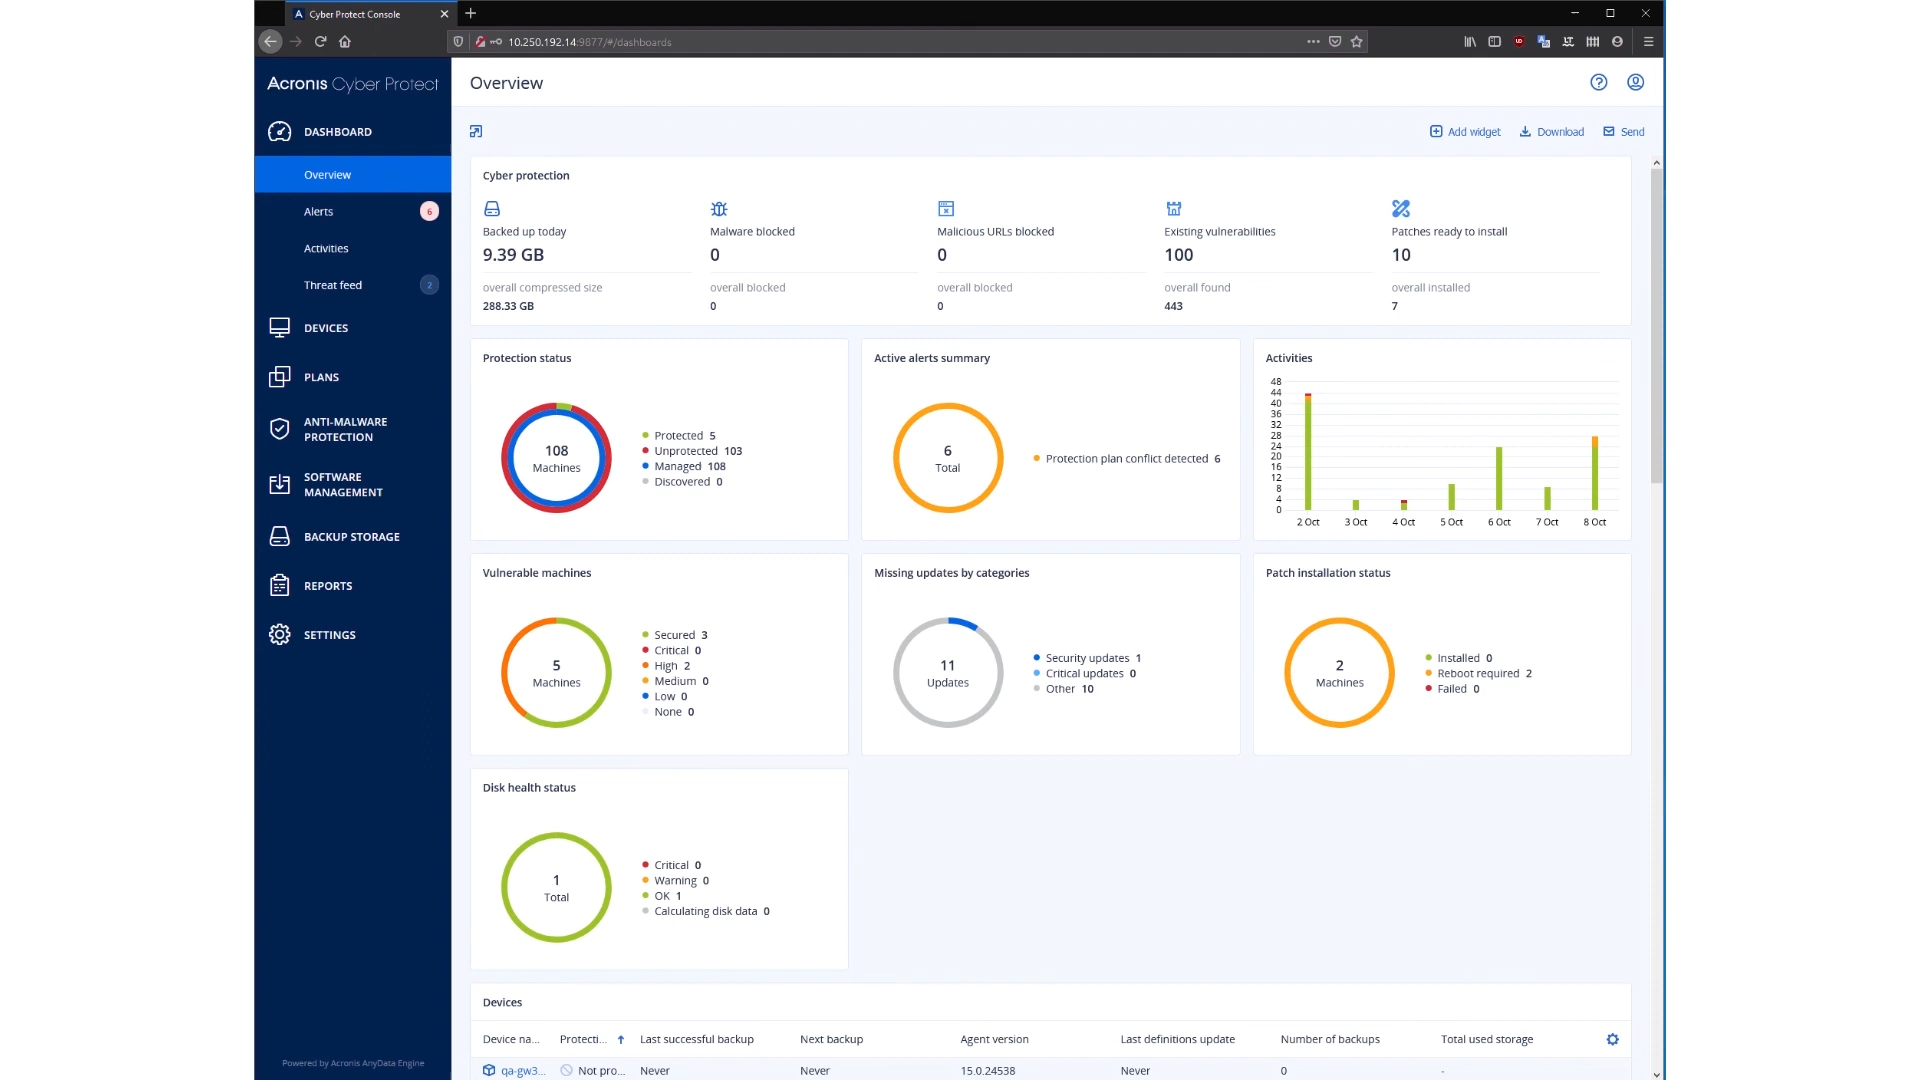 Cyber Protect Console
10.250.192.14:9877/#/dashboards
Acronis Cyber Protect
DASHBOARD
Overview
Alerts 6
Activities
Threat feed 2
DEVICES
PLANS
ANTI-MALWARE
PROTECTION
SOFTWARE
MANAGEMENT
BACKUP STORAGE
REPORTS
SETTINGS
Powered by Acronis AnyData Engine
Overview
Add widget Download Send
Cyber protection
Backed up today
9.39 GB
overall compressed size
288.33 GB
Malware blocked
0
overall blocked
0
Malicious URLs blocked
0
overall blocked
0
Existing vulnerabilities
100
overall found
443
Patches ready to install
10
overall installed
7
Protection status
108
Machines
Protected 5
Unprotected 103
Managed 108
Discovered 0
Active alerts summary
6
Total
Protection plan conflict detected 6
Activities
48
44
40
36
32
28
24
20
16
12
8
4
0
2 Oct 3 Oct 4 Oct 5 Oct 6 Oct 7 Oct 8 Oct
Vulnerable machines
5
Machines
Secured 3
Critical 0
High 2
Medium 0
Low 0
None 0
Missing updates by categories
11
Updates
Security updates 1
Critical updates 0
Other 10
Patch installation status
2
Machines
Installed 0
Reboot required 2
Failed 0
Disk health status
1
Total
Critical 0
Warning 0
OK 1
Calculating disk data 0
Devices
Device na... Protecti... Last successful backup Next backup Agent version Last definitions update Number of backups Total used storage
qa-gw3... Not pro... Never Never 15.0.24538 Never 0 -